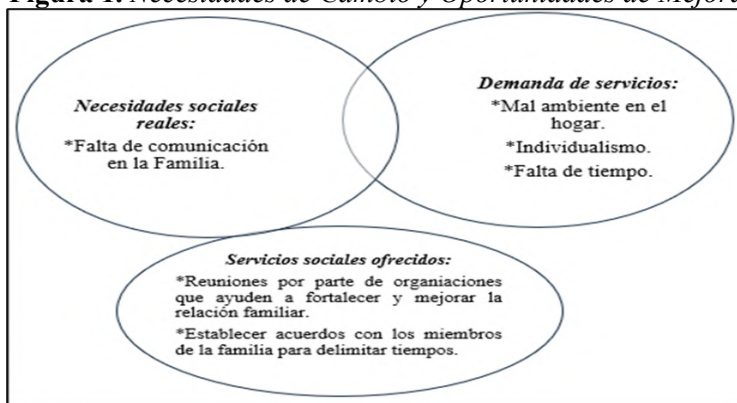 Figura 1. Necesidades de Cambio y Oportunidades de Mejora
Necesidades sociales
reales:
*Falta de comunicación
en la Familia.
Demanda de servicios:
*Mal ambiente en el
hogar.
*Individualismo.
*Falta de tiempo.
Servicios sociales ofrecidos:
*Reuniones por parte de organiaciones
que ayuden a fortalecer y mejorar la
relación familiar.
*Establecer acuerdos con los miembros
de la familia para delimitar tiempos.